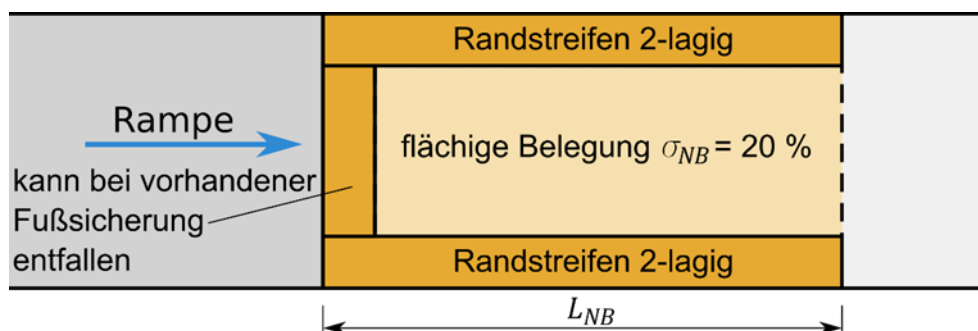 Randstreifen 2-lagig
Rampe
flächige Belegung σNB = 20 %
kann bei vorhandener
Fußsicherung
entfallen
Randstreifen 2-lagig
LNB